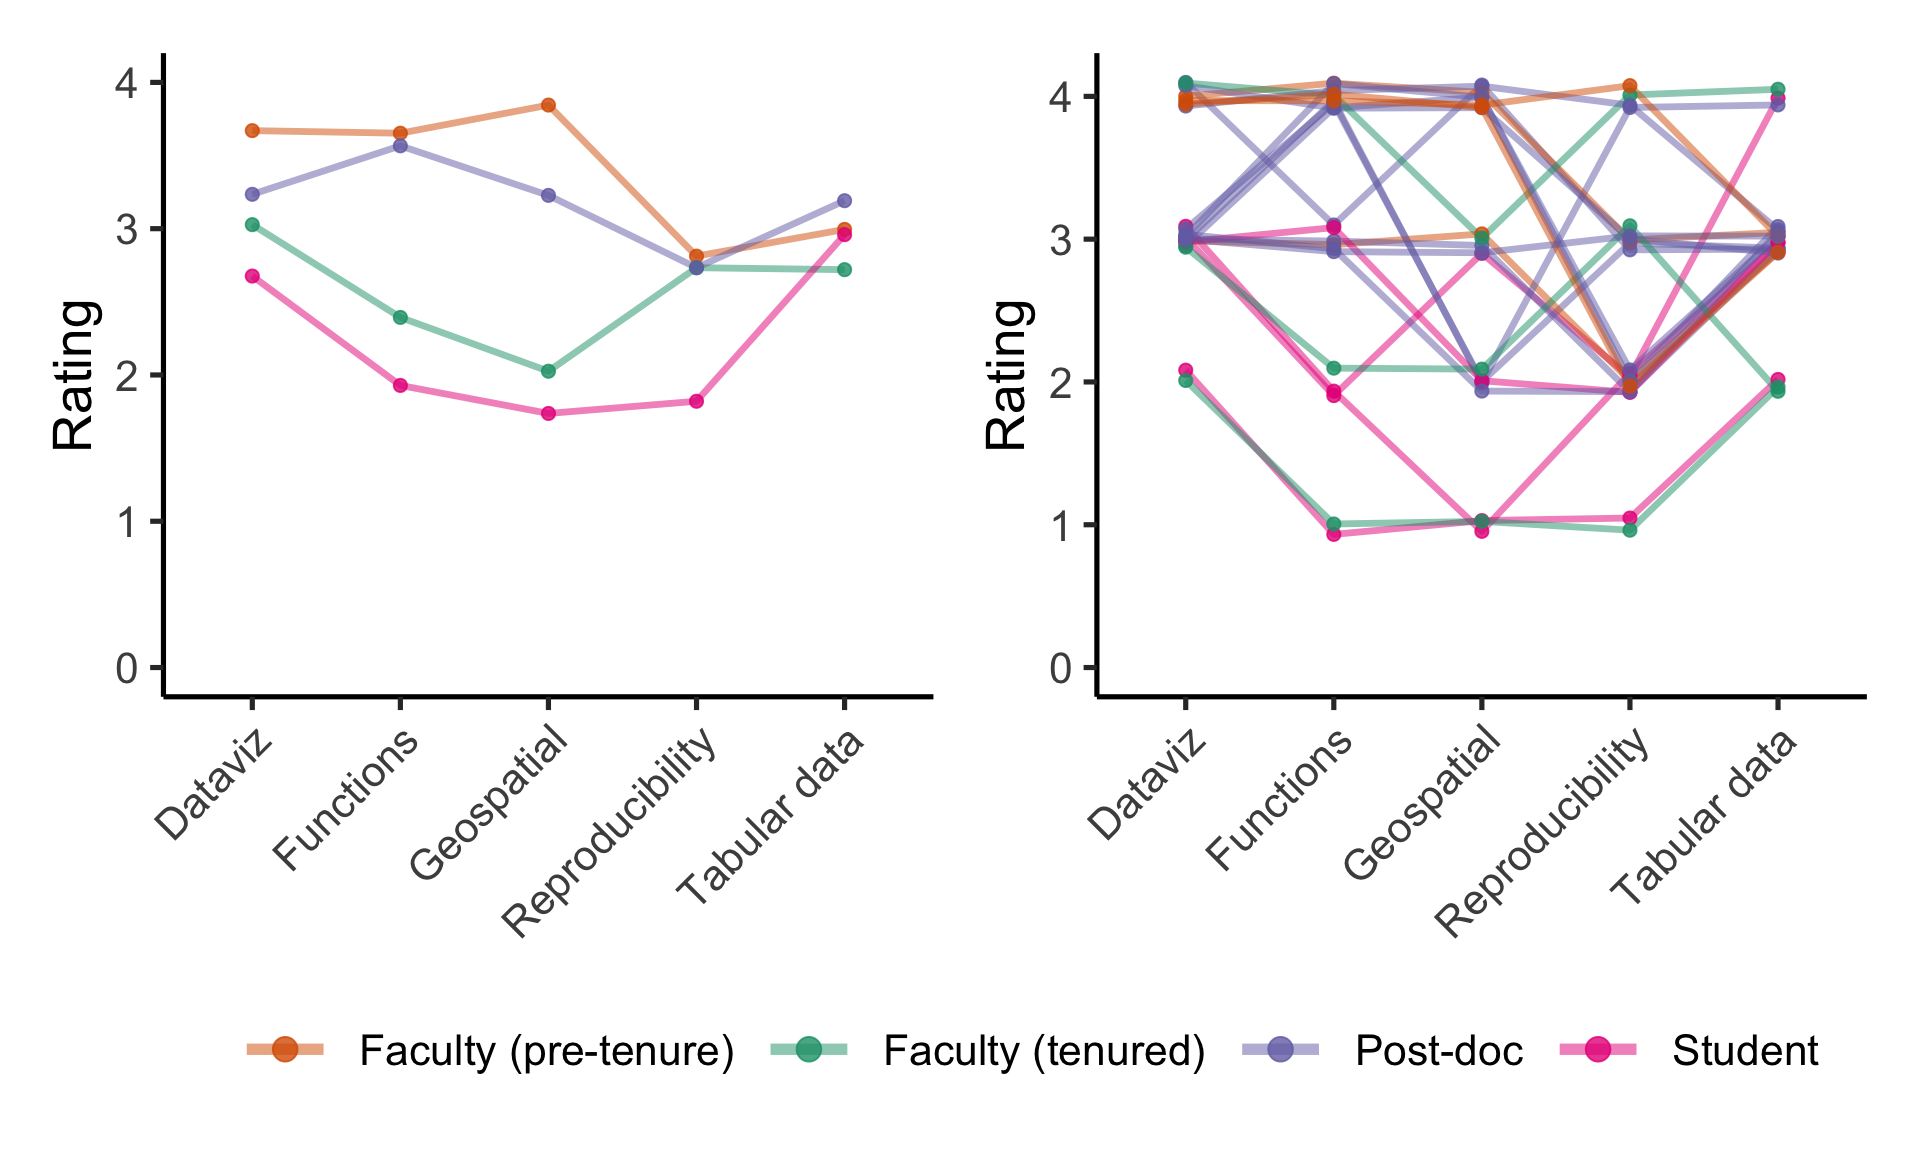 4
3
2
1
0
Rating
Dataviz
Functions
Geospatial
Reproducibility
Tabular data
4
3
2
1
0
Rating
Dataviz
Functions
Geospatial
Reproducibility
Tabular data
Faculty (pre-tenure) Faculty (tenured) Post-doc Student